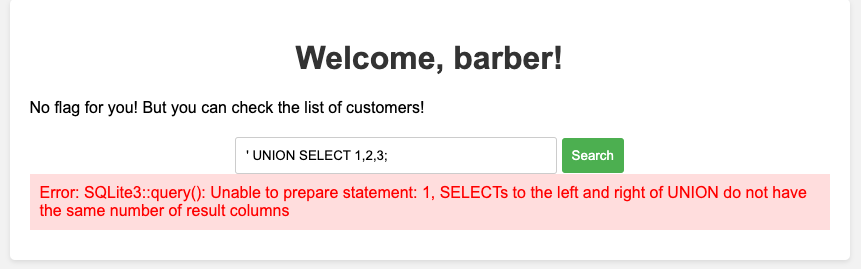 Welcome, barber!
No flag for you! But you can check the list of customers!
' UNION SELECT 1,2,3;
Search
Error: SQLite3::query(): Unable to prepare statement: 1, SELECTs to the left and right of UNION do not have
the same number of result columns